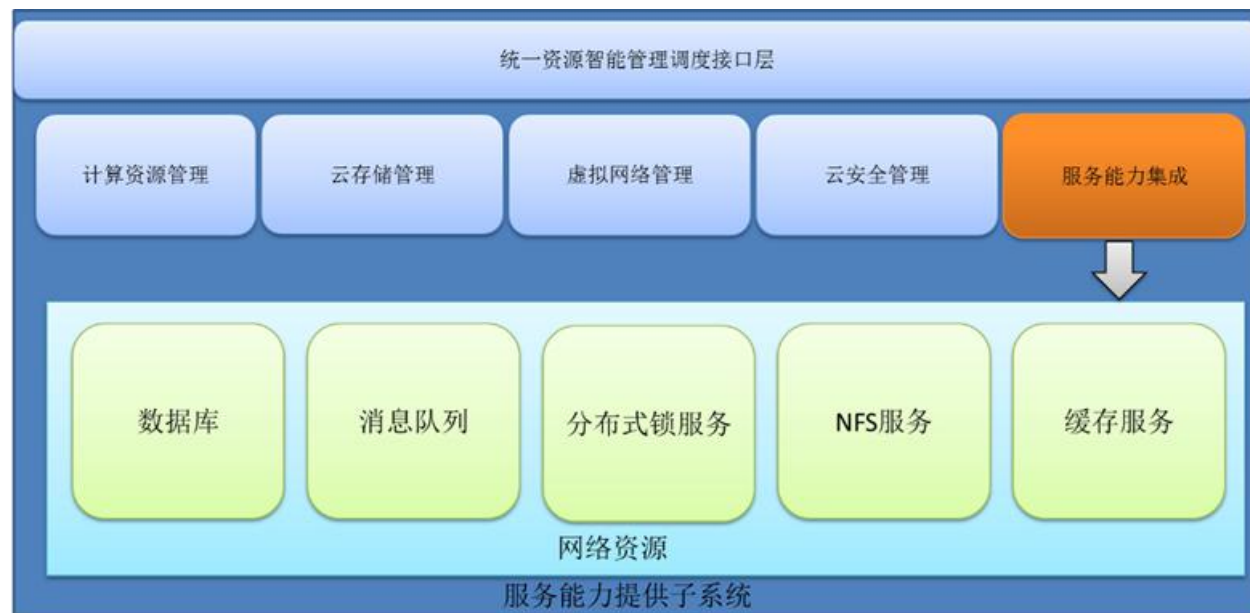 统一资源智能管理调度接口层
计算资源管理
云存储管理
虚拟网络管理
云安全管理
服务能力集成
数据库
消息队列
分布式锁服务
NFS服务
缓存服务
网络资源
服务能力提供子系统